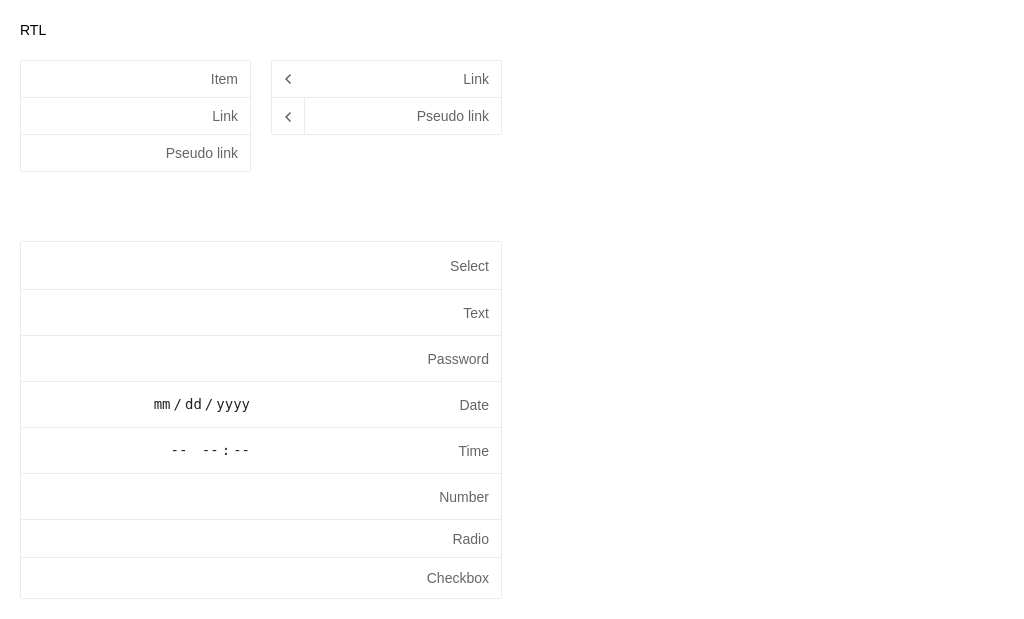 RTL
Item
Link
Pseudo link
Link
Pseudo link
Select
Text
Password
Date mm/dd/yyyy
Time -- --:--
Number
Radio
Checkbox